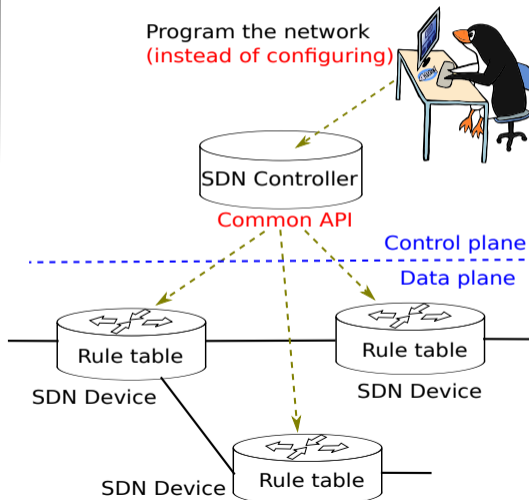 Program the network
(instead of configuring)
SDN Controller
Common API
Control plane
Data plane
Rule table
SDN Device
Rule table
SDN Device
Rule table
SDN Device